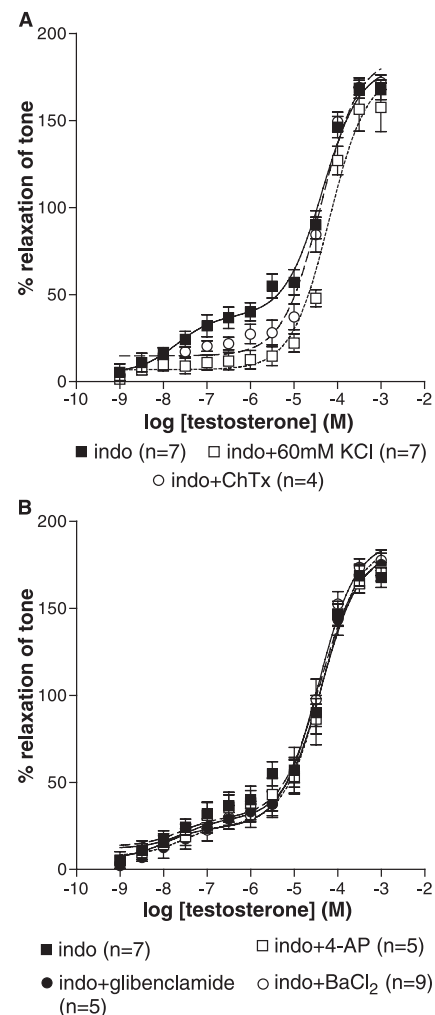 A
200
150
100
50
0
% relaxation of tone
-10 -9 -8 -7 -6 -5 -4 -3 -2
log [testosterone] (M)
■ indo (n=7) □ indo+60mM KCl (n=7)
○ indo+ChTx (n=4)
B
200
150
100
50
0
% relaxation of tone
-10 -9 -8 -7 -6 -5 -4 -3 -2
log [testosterone] (M)
■ indo (n=7) □ indo+4-AP (n=5)
● indo+glibenclamide ○ indo+BaCl₂ (n=9)
(n=5)